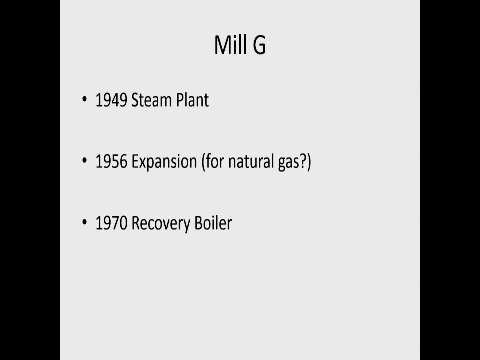 Mill G
• 1949 Steam Plant
• 1956 Expansion (for natural gas?)
• 1970 Recovery Boiler